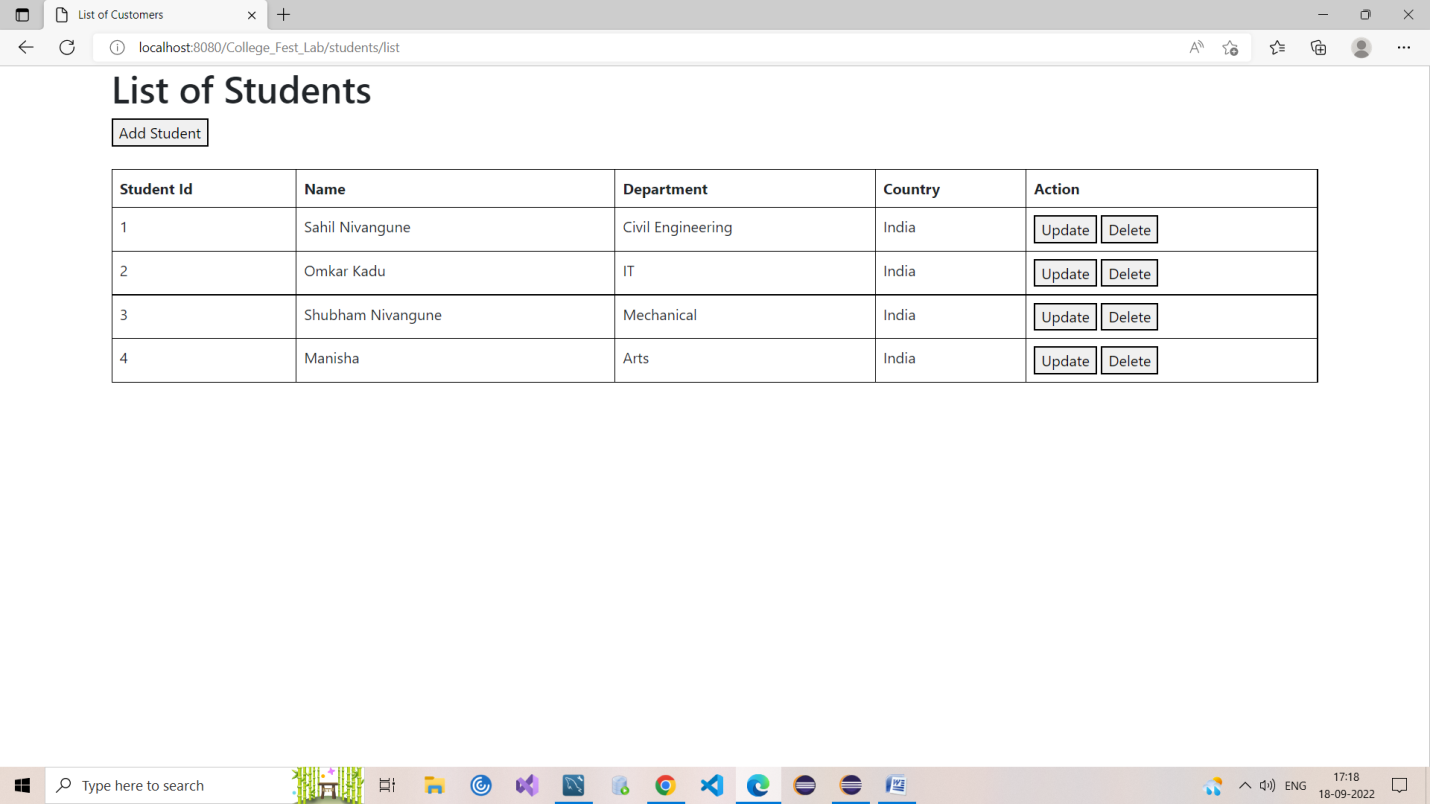 List of Customers
localhost:8080/College_Fest_Lab/students/list
List of Students
Add Student
Student Id Name Department Country Action
1 Sahil Nivangune Civil Engineering India Update Delete
2 Omkar Kadu IT India Update Delete
3 Shubham Nivangune Mechanical India Update Delete
4 Manisha Arts India Update Delete
Type here to search
ENG
17:18
18-09-2022